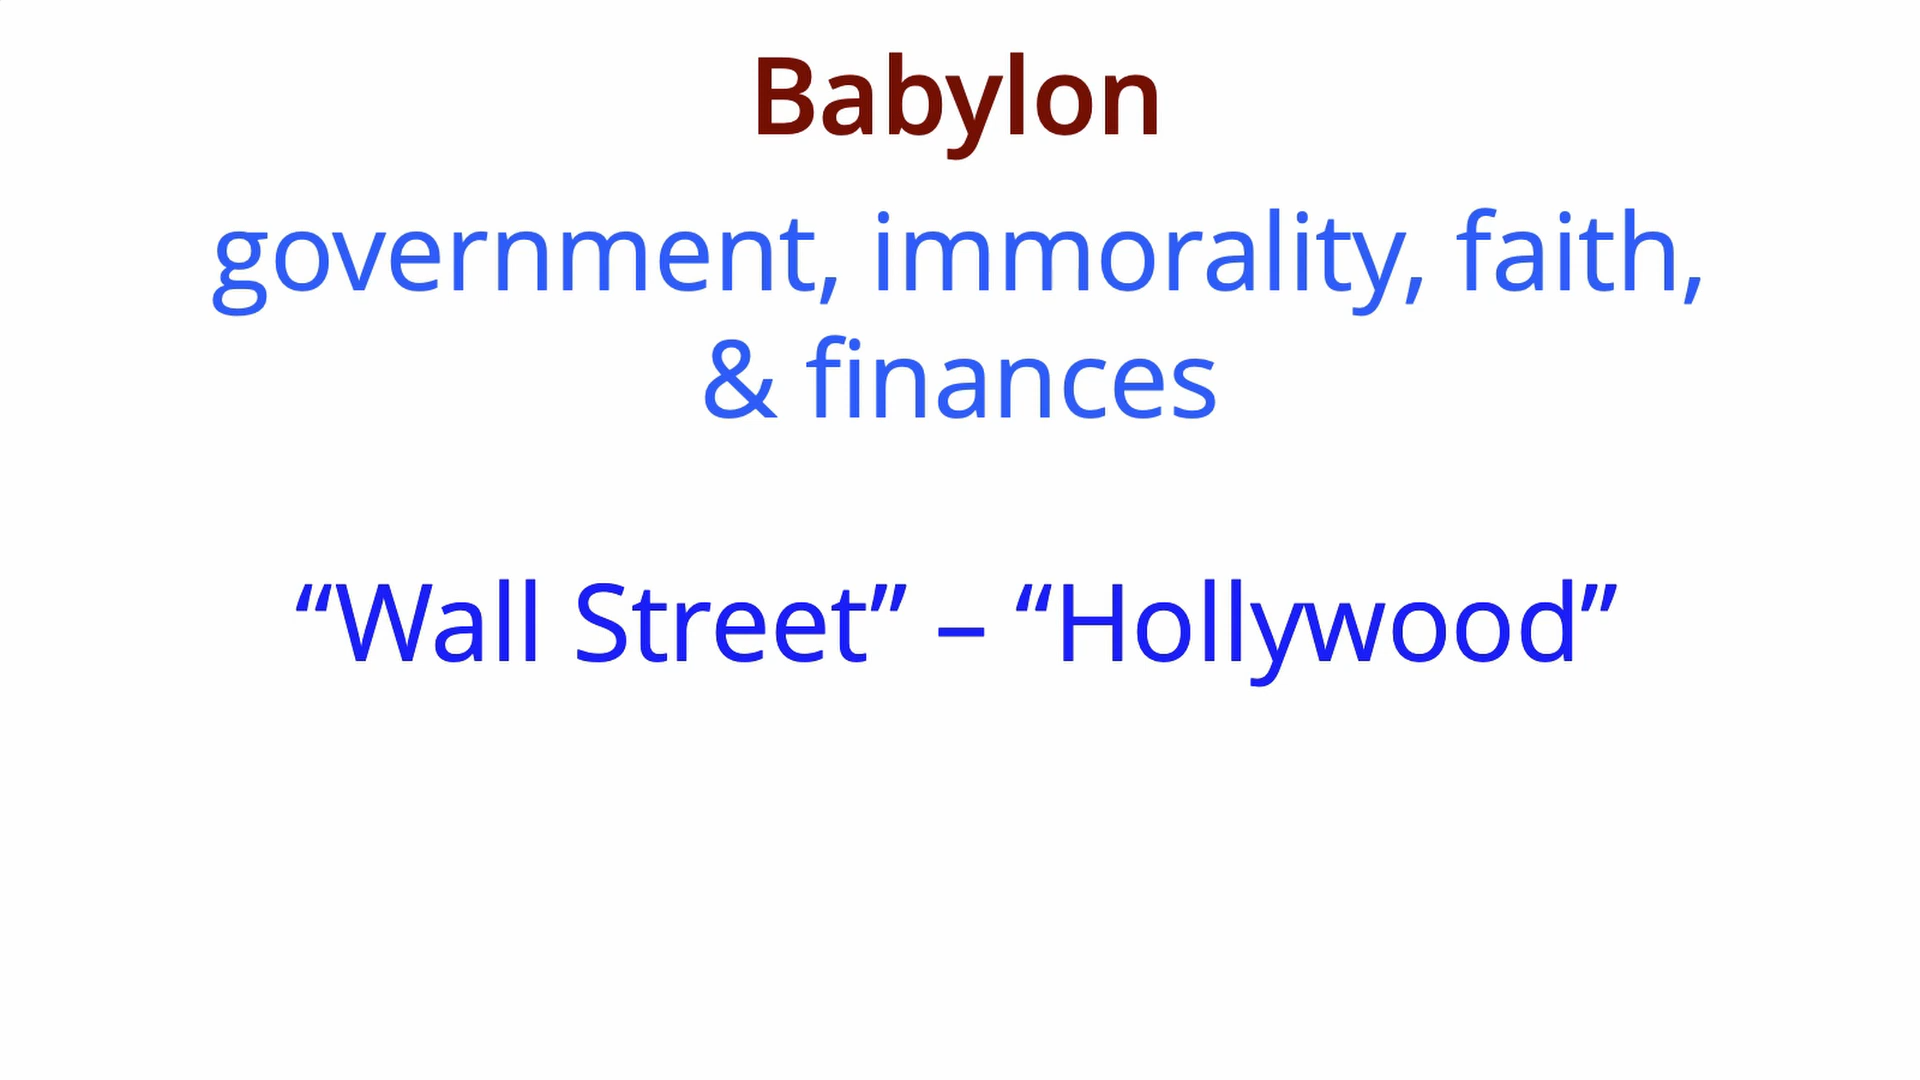 Babylon
government, immorality, faith,
& finances
“Wall Street” – “Hollywood”